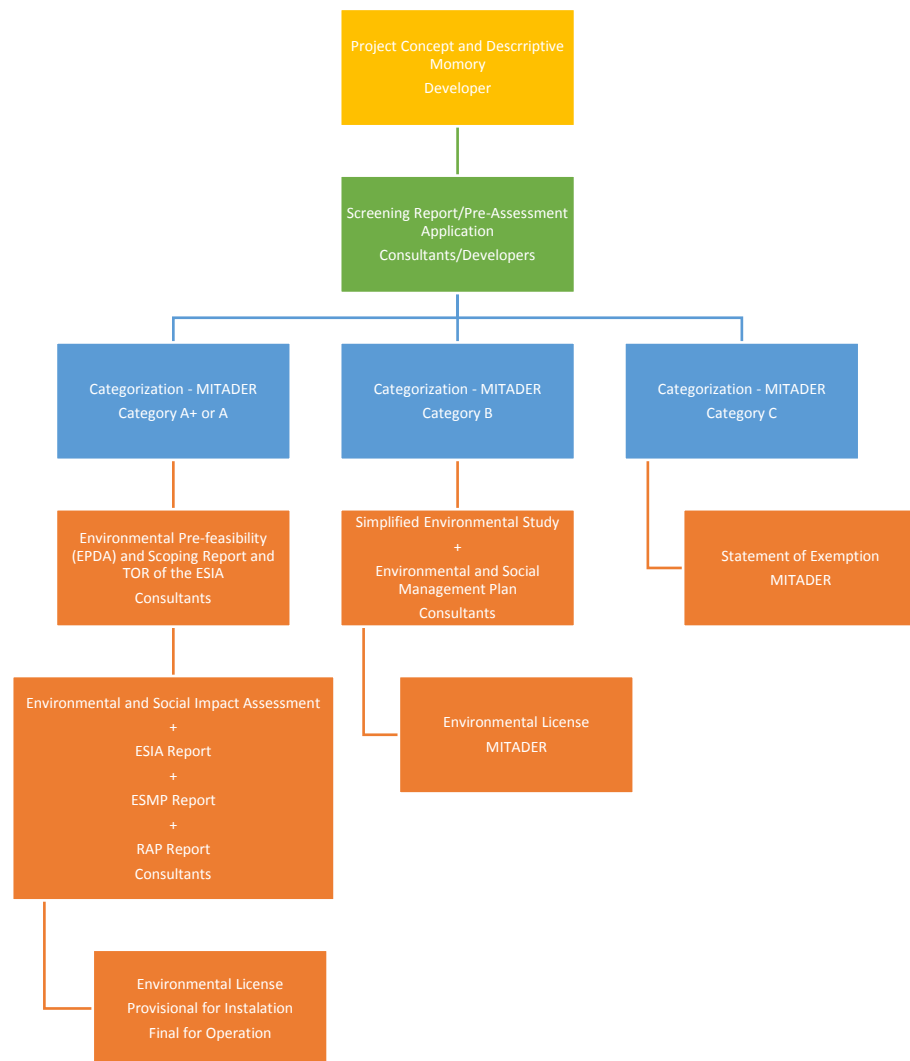 Project Concept and Descrriptive
Momory
Developer
Screening Report/Pre-Assessment
Application
Consultants/Developers
Categorization - MITADER
Category A+ or A
Categorization - MITADER
Category B
Categorization - MITADER
Category C
Environmental Pre-feasibility
(EPDA) and Scoping Report and
TOR of the ESIA
Consultants
Simplified Environmental Study
+
Environmental and Social
Management Plan
Consultants
Statement of Exemption
MITADER
Environmental and Social Impact Assessment
+
ESIA Report
+
ESMP Report
+
RAP Report
Consultants
Environmental License
MITADER
Environmental License
Provisional for Instalation
Final for Operation